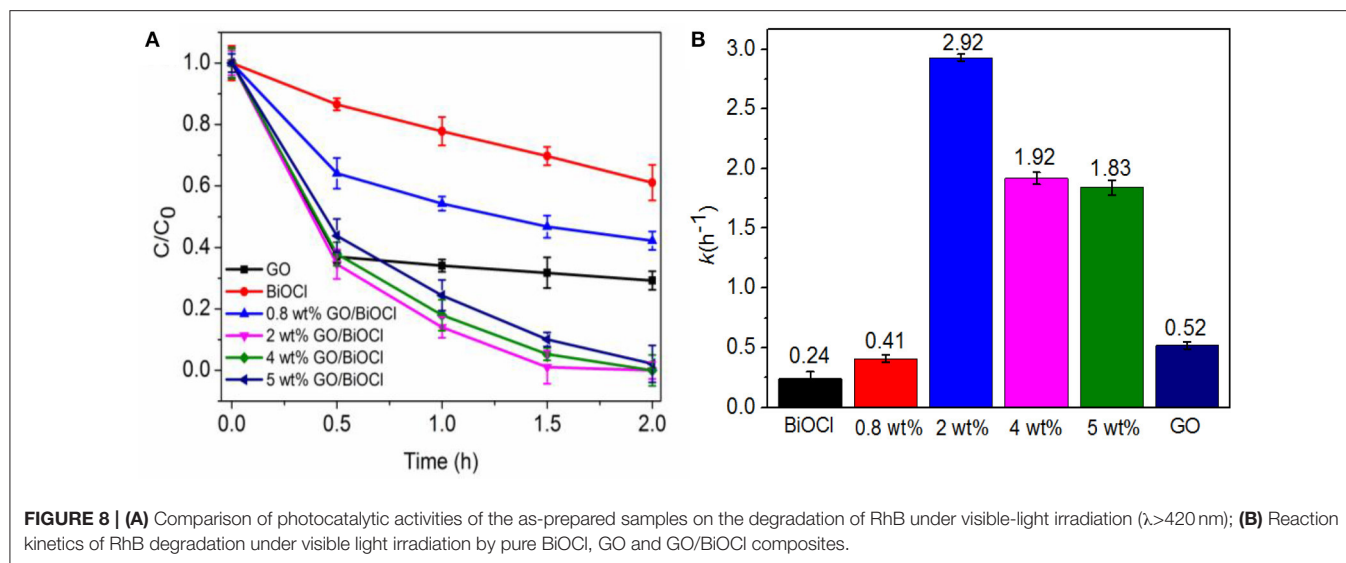 A
C/C0
1.0
0.8
0.6
0.4
0.2
0.0
GO
BiOCl
0.8 wt% GO/BiOCl
2 wt% GO/BiOCl
4 wt% GO/BiOCl
5 wt% GO/BiOCl
0.0 0.5 1.0 1.5 2.0
Time (h)
B
k(h⁻¹)
3.0
2.5
2.0
1.5
1.0
0.5
0.0
0.24
0.41
2.92
1.92
1.83
0.52
BiOCl 0.8 wt% 2 wt% 4 wt% 5 wt% GO
FIGURE 8 | (A) Comparison of photocatalytic activities of the as-prepared samples on the degradation of RhB under visible-light irradiation (λ>420 nm); (B) Reaction
kinetics of RhB degradation under visible light irradiation by pure BiOCl, GO and GO/BiOCl composites.